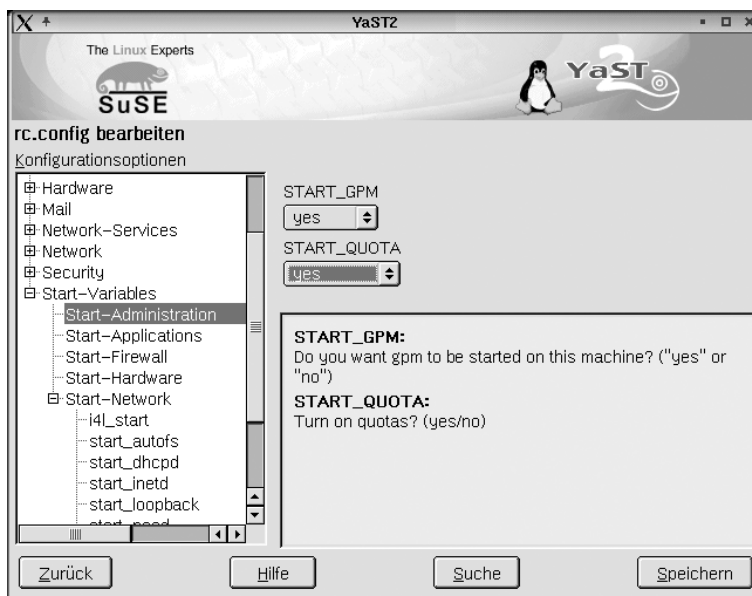 YaST2
The Linux Experts
SuSE
YaST
2
rc.config bearbeiten
Konfigurationsoptionen
Hardware
Mail
Network-Services
Network
Security
Start-Variables
Start-Administration
Start-Applications
Start-Firewall
Start-Hardware
Start-Network
i4l_start
start_autofs
start_dhcpd
start_inetd
start_loopback
START_GPM
yes
START_QUOTA
yes
START_GPM:
Do you want gpm to be started on this machine? ("yes" or
"no")
START_QUOTA:
Turn on quotas? (yes/no)
Zurück
Hilfe
Suche
Speichern